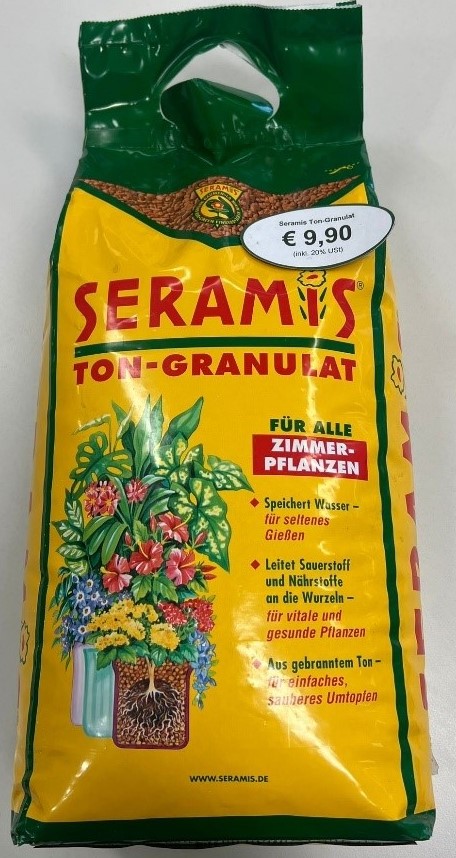 SERAMIS
Seramis Ton-Granulat
€ 9,90
(inkl. 20% USt)
SERAMIS®
TON-GRANULAT
FÜR ALLE
ZIMMER-
PFLANZEN
Speichert Wasser –
für seltenes
Gießen
Leitet Sauerstoff
und Nährstoffe
an die Wurzeln –
für vitale und
gesunde Pflanzen
Aus gebranntem Ton –
für einfaches,
sauberes Umtopfen
WWW.SERAMIS.DE